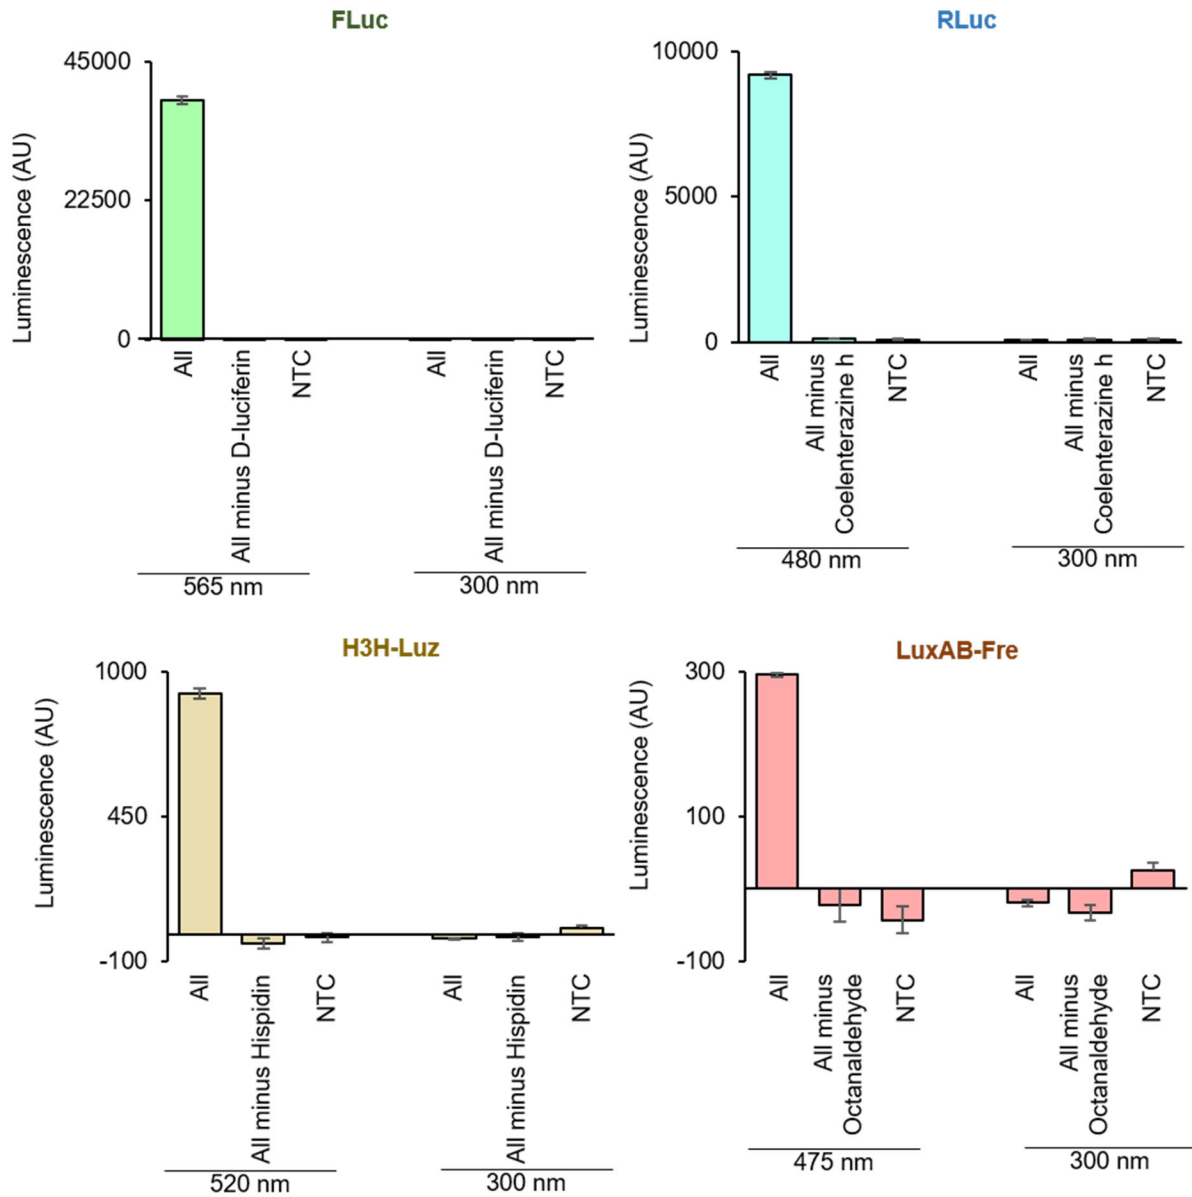 FLuc
Luminescence (AU)
45000
22500
0
All
All minus D-luciferin
NTC
All
All minus D-luciferin
NTC
565 nm
300 nm
RLuc
Luminescence (AU)
10000
5000
0
All
All minus
Coelenterazine h
NTC
All
All minus
Coelenterazine h
NTC
480 nm
300 nm
H3H-Luz
Luminescence (AU)
1000
450
-100
All
All minus Hispidin
NTC
All
All minus Hispidin
NTC
520 nm
300 nm
LuxAB-Fre
Luminescence (AU)
300
100
-100
All
All minus
Octanaldehyde
NTC
All
All minus
Octanaldehyde
NTC
475 nm
300 nm